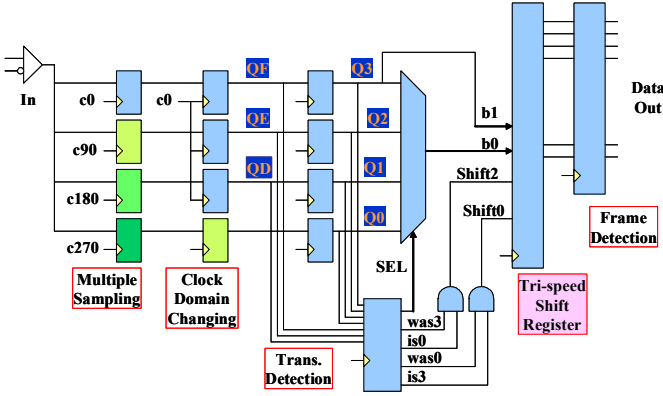 In
c0
c90
c180
c270
Multiple
Sampling
c0
Clock
Domain
Changing
QF
QE
QD
Q3
Q2
Q1
Q0
SEL
Trans.
Detection
was3
is0
was0
is3
b1
b0
Shift2
Shift0
Tri-speed
Shift
Register
Data
Out
Frame
Detection